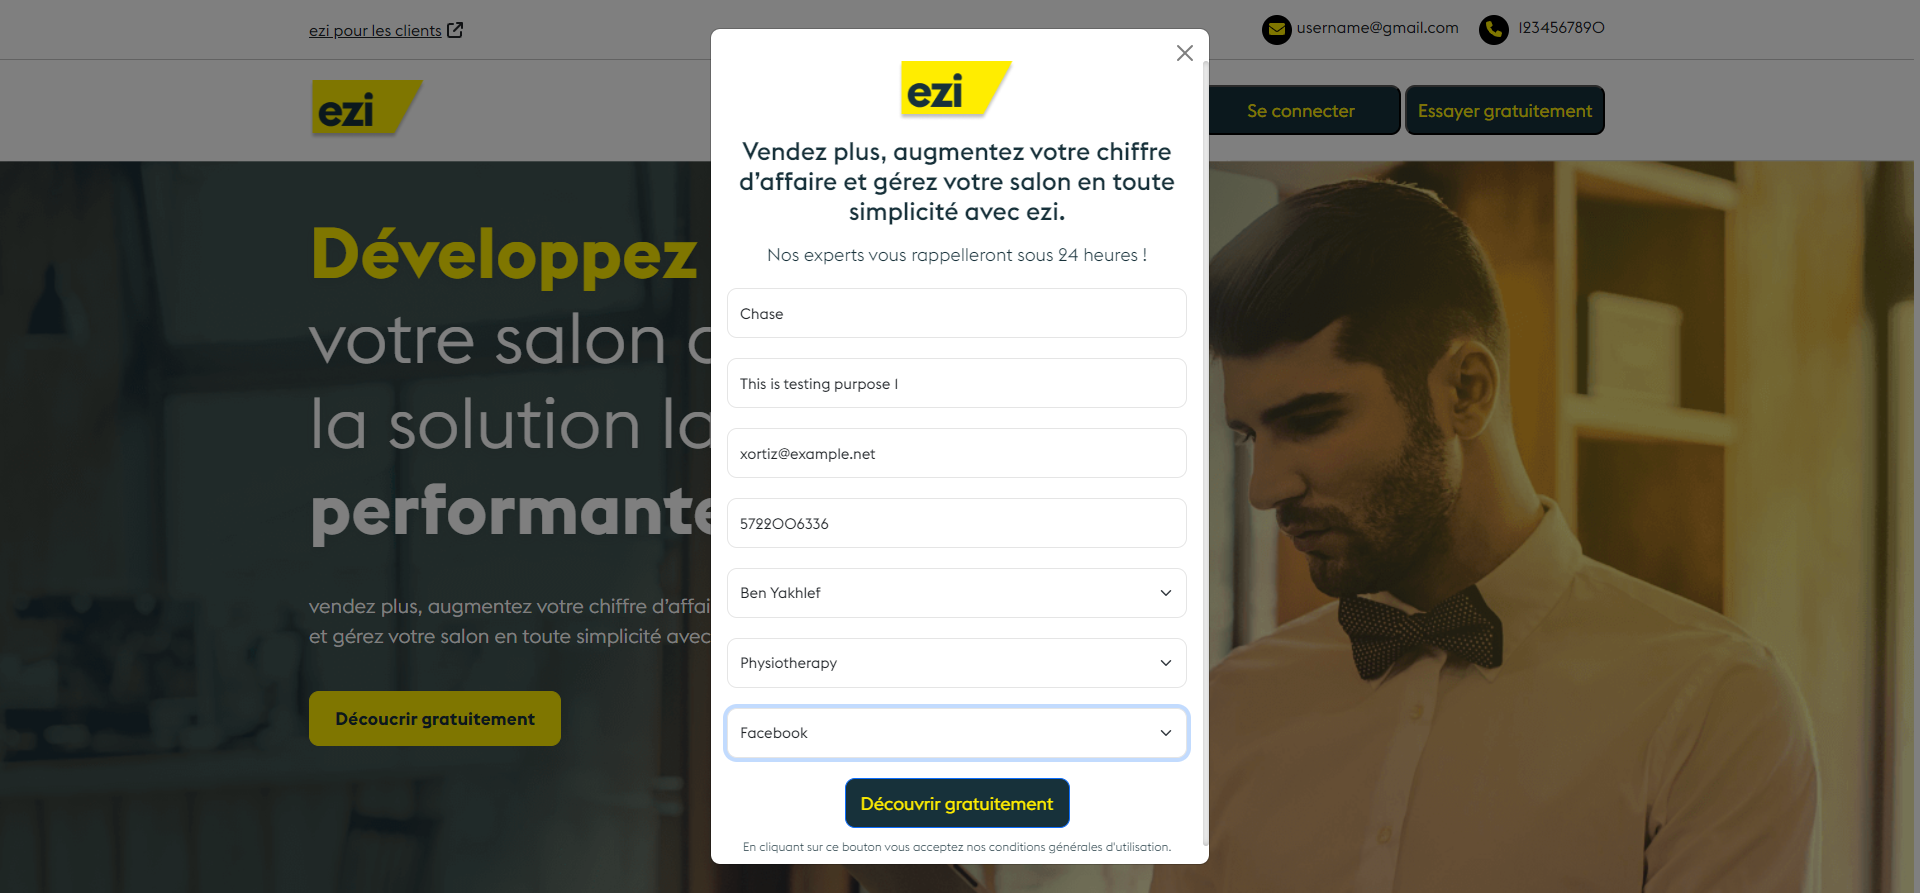 ezi pour les clients
username@gmail.com
1234567890
ezi
Se connecter
Essayer gratuitement
Développez
votre salon
la solution
performante
vendez plus, augmentez votre chiffre d'affai
et gérez votre salon en toute simplicité avec
Découcrir gratuitement
ezi
Vendez plus, augmentez votre chiffre
d'affaire et gérez votre salon en toute
simplicité avec ezi.
Nos experts vous rappelleront sous 24 heures !
Chase
This is testing purpose 1
xortiz@example.net
5722006336
Ben Yakhlef
Physiotherapy
Facebook
Découvrir gratuitement
En cliquant sur ce bouton vous acceptez nos conditions générales d'utilisation.